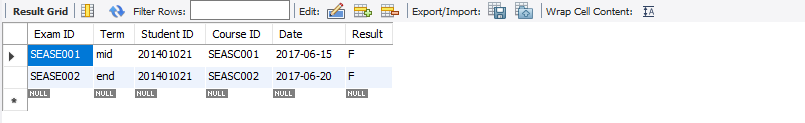 Result Grid Filter Rows: Edit: Export/Import: Wrap Cell Content: IA
Exam ID Term Student ID Course ID Date Result
SEASE001 mid 201401021 SEASC001 2017-06-15 F
SEASE002 end 201401021 SEASC002 2017-06-20 F
NULL NULL NULL NULL NULL NULL